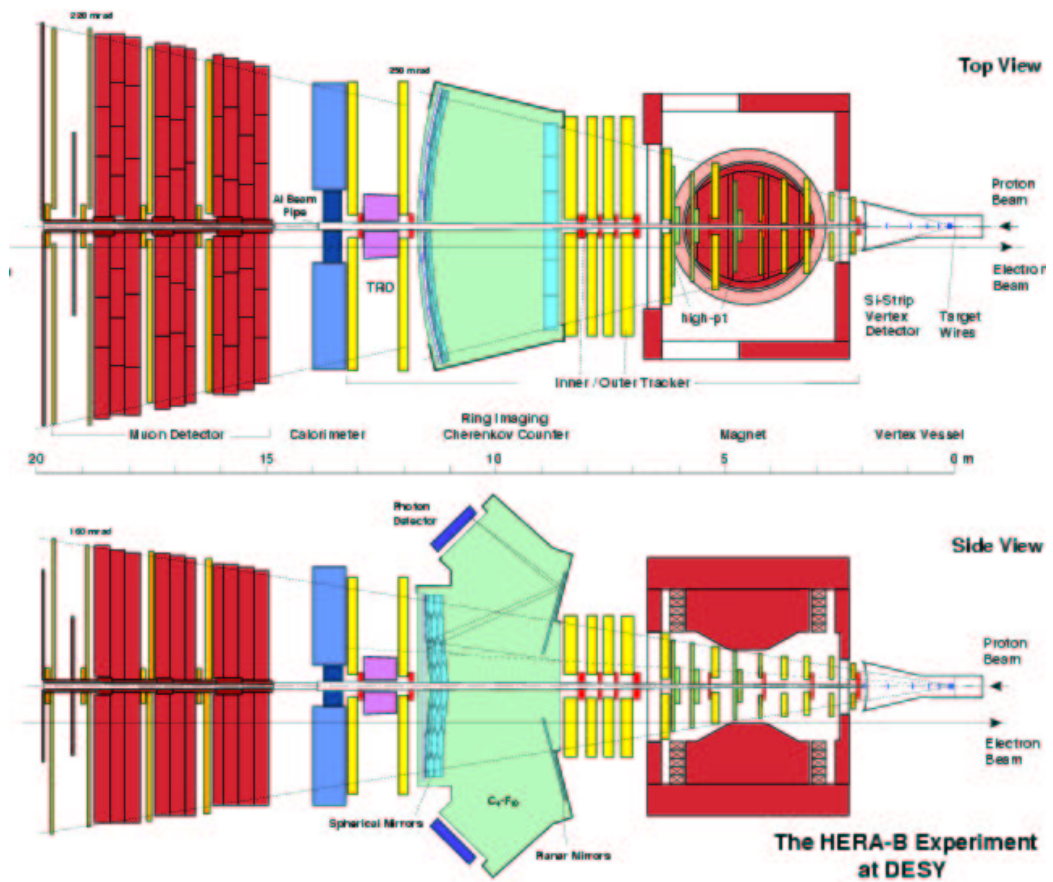 220 mrad
250 mrad
Top View
Al Beam
Pipe
Proton
Beam
Electron
Beam
TRD
high-pt
Si-Strip
Vertex
Detector
Target
Wires
Inner / Outer Tracker
Muon Detector
Calorimeter
Ring Imaging
Cherenkov Counter
Magnet
Vertex Vessel
20
15
10
5
0 m
Photon
Detector
160 mrad
Side View
Proton
Beam
Electron
Beam
Spherical Mirrors
Planar Mirrors
The HERA-B Experiment
at DESY